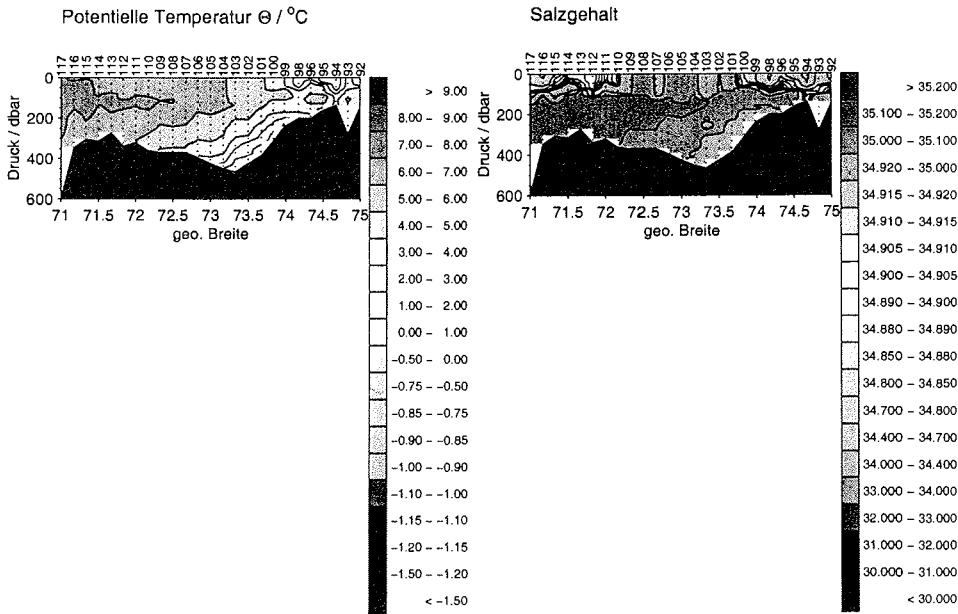 Potentielle Temperatur Θ / °C
117 116 115 114 113 112 111 110 109 108 107 106 105 104 103 102 101 100 99 98 96 95 94 93 92
Druck / dbar
0
200
400
600
71 71.5 72 72.5 73 73.5 74 74.5 75
geo. Breite
> 9.00
8.00 – 9.00
7.00 – 8.00
6.00 – 7.00
5.00 – 6.00
4.00 – 5.00
3.00 – 4.00
2.00 – 3.00
1.00 – 2.00
0.00 – 1.00
-0.50 – 0.00
-0.75 – -0.50
-0.85 – -0.75
-0.90 – -0.85
-1.00 – -0.90
-1.10 – -1.00
-1.15 – -1.10
-1.20 – -1.15
-1.50 – -1.20
< -1.50
Salzgehalt
117 116 115 114 113 112 111 110 109 108 107 106 105 104 103 102 101 100 99 98 96 95 94 93 92
Druck / dbar
0
200
400
600
71 71.5 72 72.5 73 73.5 74 74.5 75
geo. Breite
> 35.200
35.100 – 35.200
35.000 – 35.100
34.920 – 35.000
34.915 – 34.920
34.910 – 34.915
34.905 – 34.910
34.900 – 34.905
34.890 – 34.900
34.880 – 34.890
34.850 – 34.880
34.800 – 34.850
34.700 – 34.800
34.400 – 34.700
34.000 – 34.400
33.000 – 34.000
32.000 – 33.000
31.000 – 32.000
30.000 – 31.000
< 30.000